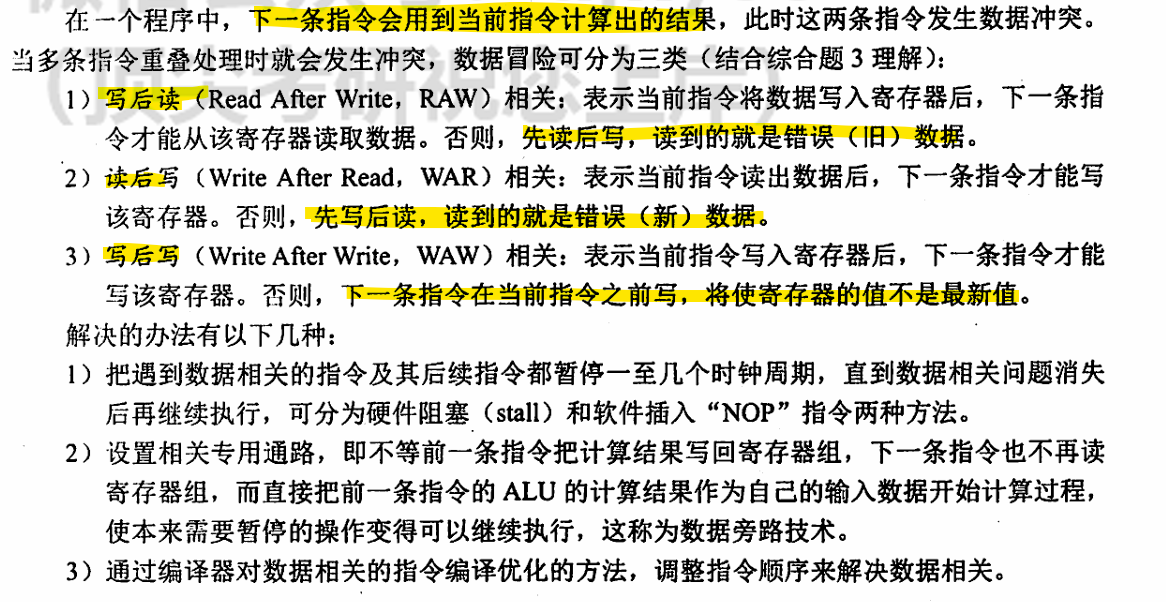 在一个程序中，下一条指令会用到当前指令计算出的结果，此时这两条指令发生数据冲突。
当多条指令重叠处理时就会发生冲突，数据冒险可分为三类（结合综合题 3 理解）：
1）写后读（Read After Write，RAW）相关：表示当前指令将数据写入寄存器后，下一条指
令才能从该寄存器读取数据。否则，先读后写，读到的就是错误（旧）数据。
2）读后写（Write After Read，WAR）相关：表示当前指令读出数据后，下一条指令才能写
该寄存器。否则，先写后读，读到的就是错误（新）数据。
3）写后写（Write After Write，WAW）相关：表示当前指令写入寄存器后，下一条指令才能
写该寄存器。否则，下一条指令在当前指令之前写，将使寄存器的值不是最新值。
解决的办法有以下几种：
1）把遇到数据相关的指令及其后续指令都暂停一至几个时钟周期，直到数据相关问题消失
后再继续执行，可分为硬件阻塞（stall）和软件插入“NOP”指令两种方法。
2）设置相关专用通路，即不等前一条指令把计算结果写回寄存器组，下一条指令也不再读
寄存器组，而直接把前一条指令的 ALU 的计算结果作为自己的输入数据开始计算过程，
使本来需要暂停的操作变得可以继续执行，这称为数据旁路技术。
3）通过编译器对数据相关的指令编译优化的方法，调整指令顺序来解决数据相关。